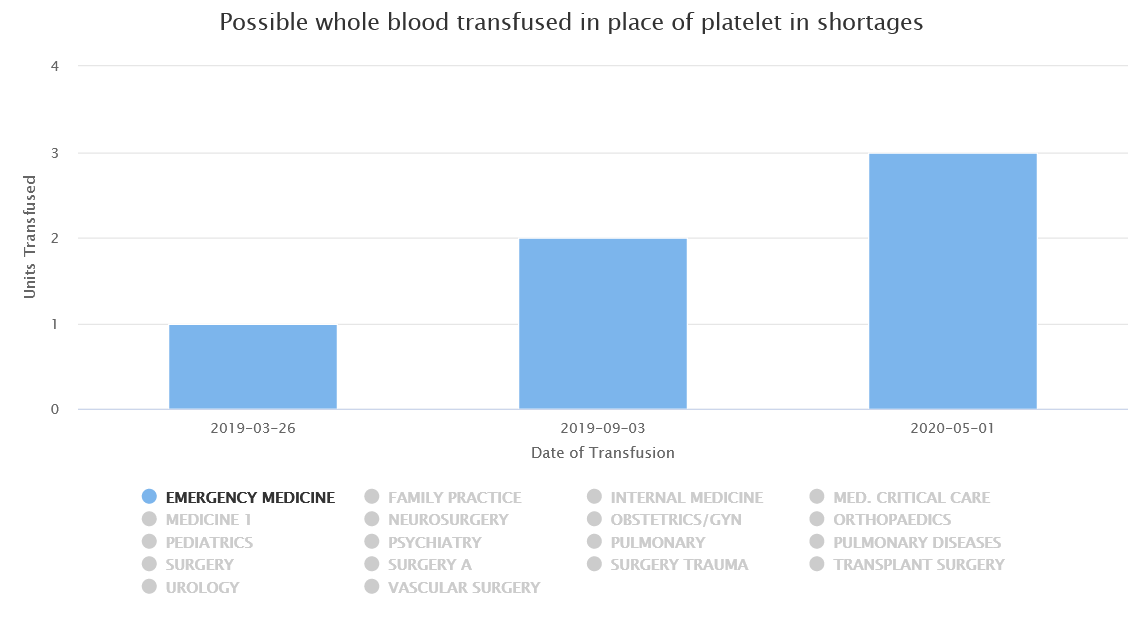 Possible whole blood transfused in place of platelet in shortages
4
3
2
1
0
Units Transfused
2019-03-26 2019-09-03 2020-05-01
Date of Transfusion
EMERGENCY MEDICINE FAMILY PRACTICE INTERNAL MEDICINE MED. CRITICAL CARE
MEDICINE 1 NEUROSURGERY OBSTETRICS/GYN ORTHOPAEDICS
PEDIATRICS PSYCHIATRY PULMONARY PULMONARY DISEASES
SURGERY SURGERY A SURGERY TRAUMA TRANSPLANT SURGERY
UROLOGY VASCULAR SURGERY